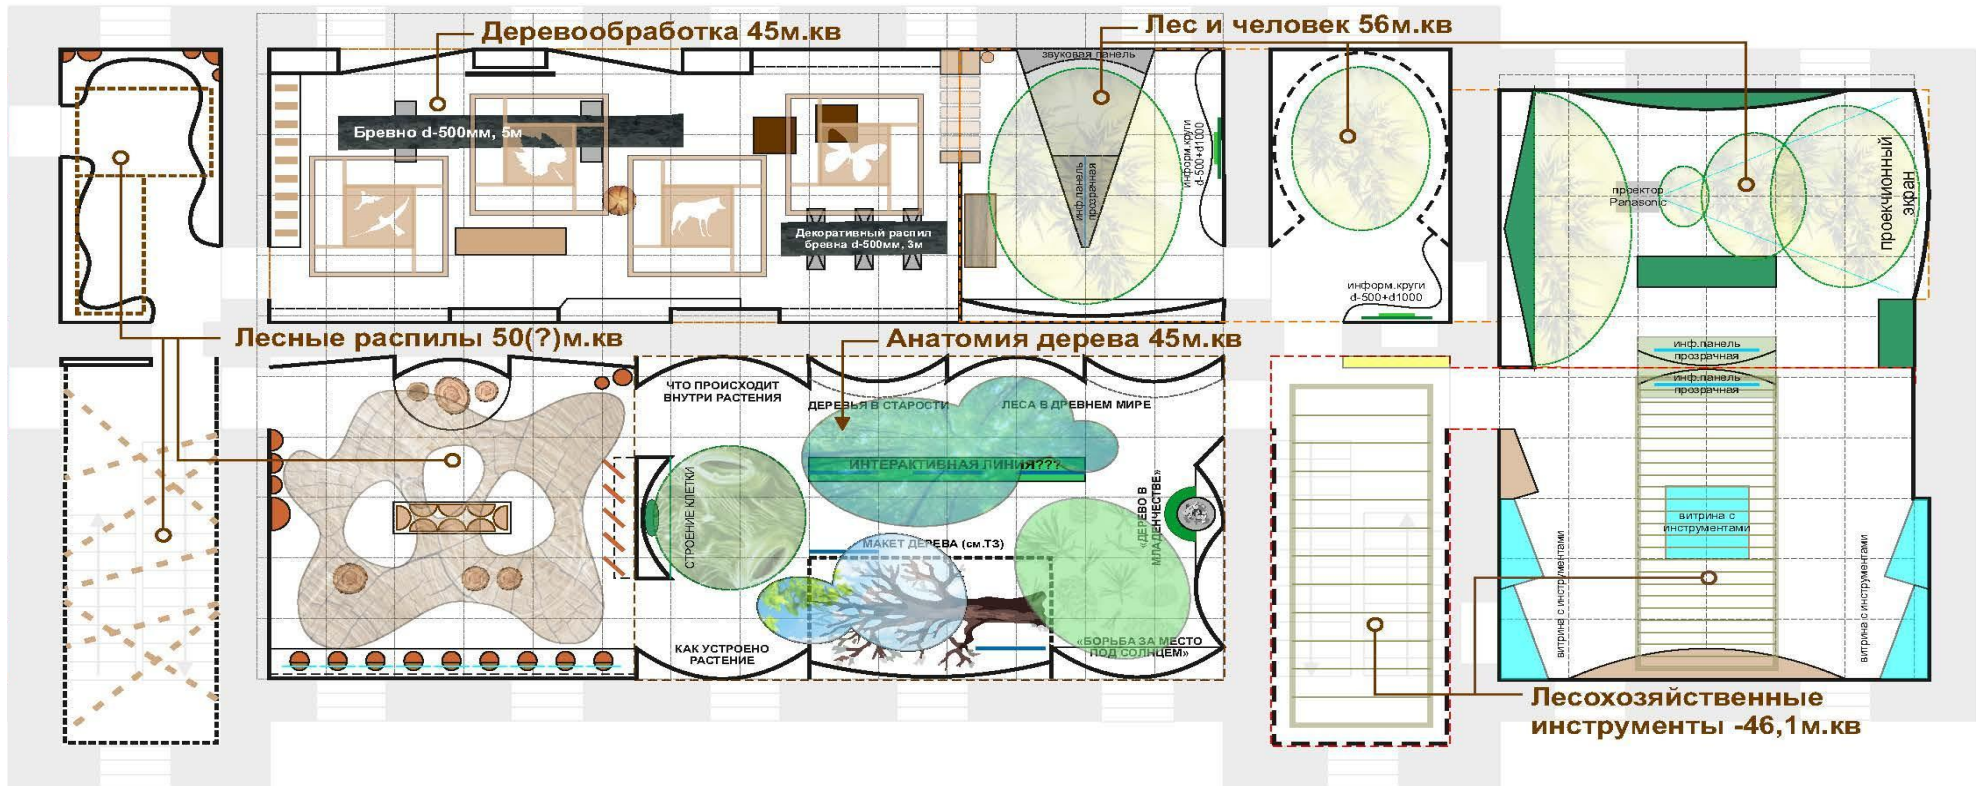 Деревообработка 45м.кв
Лес и человек 56м.кв
звуковая панель
Бревно d-500мм, 5м
информ.круги
d-500+d1000
инф.панель
прозрачная
проектор
Panasonic
проекчионный
экран
Декоративный распил
бревна d-500мм, 3м
информ.круги
d-500+d1000
Лесные распилы 50(?)м.кв
Анатомия дерева 45м.кв
инф.панель
прозрачная
инф.панель
прозрачная
ЧТО ПРОИСХОДИТ
ВНУТРИ РАСТЕНИЯ
ДЕРЕВЬЯ В СТАРОСТИ
ЛЕСА В ДРЕВНЕМ МИРЕ
ИНТЕРАКТИВНАЯ ЛИНИЯ???
СТРОЕНИЕ КЛЕТКИ
«ДЕРЕВО В
МЛАДЕНЧЕСТВЕ»
витрина с
инструментами
МАКЕТ ДЕРЕВА (см.ТЗ)
витрина с инструментами
витрина с инструментами
КАК УСТРОЕНО
РАСТЕНИЕ
«БОРЬБА ЗА МЕСТО
ПОД СОЛНЦЕМ»
Лесохозяйственные
инструменты -46,1м.кв